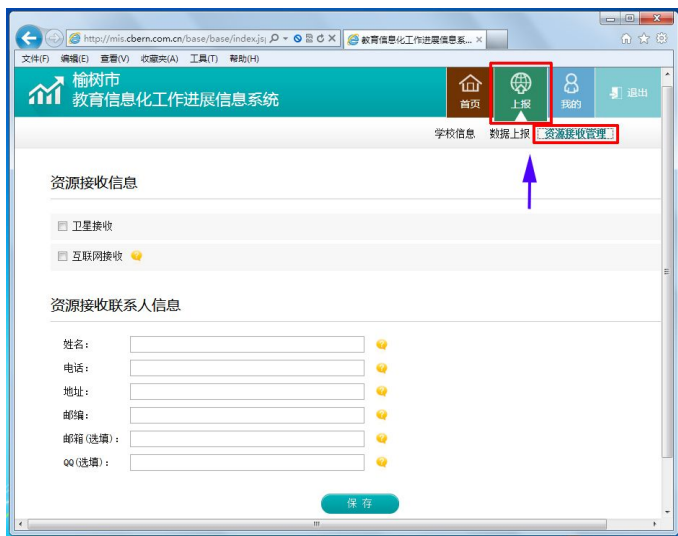 http://mis.cbern.com.cn/base/base/index.js
教育信息化工作进展信息系...
文件(F) 编辑(E) 查看(V) 收藏夹(A) 工具(T) 帮助(H)
榆树市
教育信息化工作进展信息系统
首页 上报 我的 退出
学校信息 数据上报 资源接收管理
资源接收信息
卫星接收
互联网接收
资源接收联系人信息
姓名:
电话:
地址:
邮编:
邮箱(选填):
QQ(选填):
保存